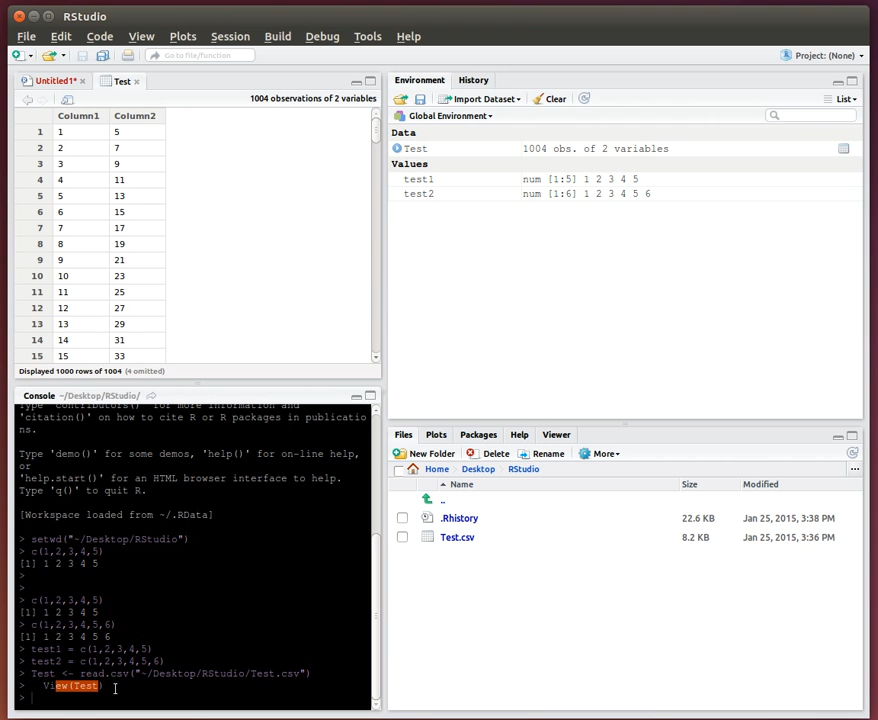 RStudio
File Edit Code View Plots Session Build Debug Tools Help
Go to file/function
Project: (None)
Untitled1* Test
1004 observations of 2 variables
Column1 Column2
1 1 5
2 2 7
3 3 9
4 4 11
5 5 13
6 6 15
7 7 17
8 8 19
9 9 21
10 10 23
11 11 25
12 12 27
13 13 29
14 14 31
15 15 33
Displayed 1000 rows of 1004 (4 omitted)
Environment History
Import Dataset Clear List
Global Environment
Data
Test 1004 obs. of 2 variables
Values
test1 num [1:5] 1 2 3 4 5
test2 num [1:6] 1 2 3 4 5 6
Console ~/Desktop/RStudio/
Type 'contributors()' for more information and
'citation()' on how to cite R or R packages in publicatio
ns.
Type 'demo()' for some demos, 'help()' for on-line help,
or
'help.start()' for an HTML browser interface to help.
Type 'q()' to quit R.
[Workspace loaded from ~/.RData]
> setwd("~/Desktop/RStudio")
> c(1,2,3,4,5)
[1] 1 2 3 4 5
>
>
> c(1,2,3,4,5)
[1] 1 2 3 4 5
> c(1,2,3,4,5,6)
[1] 1 2 3 4 5 6
> test1 = c(1,2,3,4,5)
> test2 = c(1,2,3,4,5,6)
> Test <- read.csv("~/Desktop/RStudio/Test.csv")
> View(Test)
>
Files Plots Packages Help Viewer
New Folder Delete Rename More
Home Desktop RStudio ...
Name Size Modified
..
.Rhistory 22.6 KB Jan 25, 2015, 3:38 PM
Test.csv 8.2 KB Jan 25, 2015, 3:36 PM